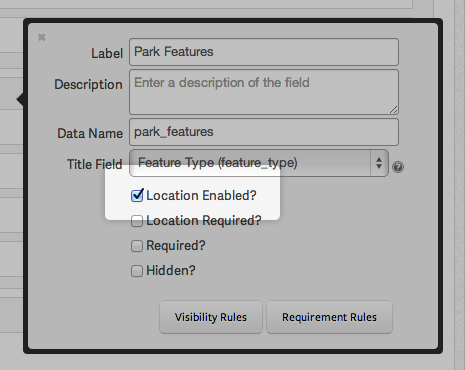 Label Park Features
Description Enter a description of the field
Data Name park_features
Title Field Feature Type (feature_type)
Location Enabled?
Location Required?
Required?
Hidden?
Visibility Rules Requirement Rules